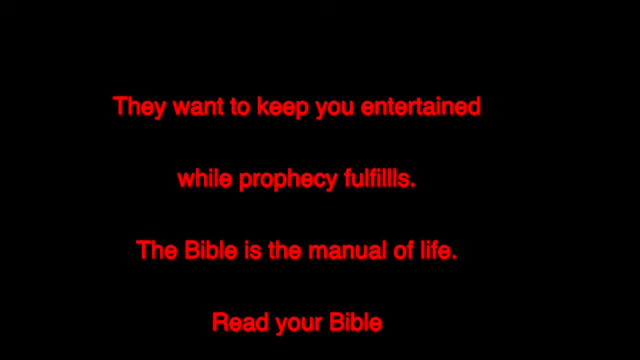 They want to keep you entertained
while prophecy fulfillls.
The Bible is the manual of life.
Read your Bible